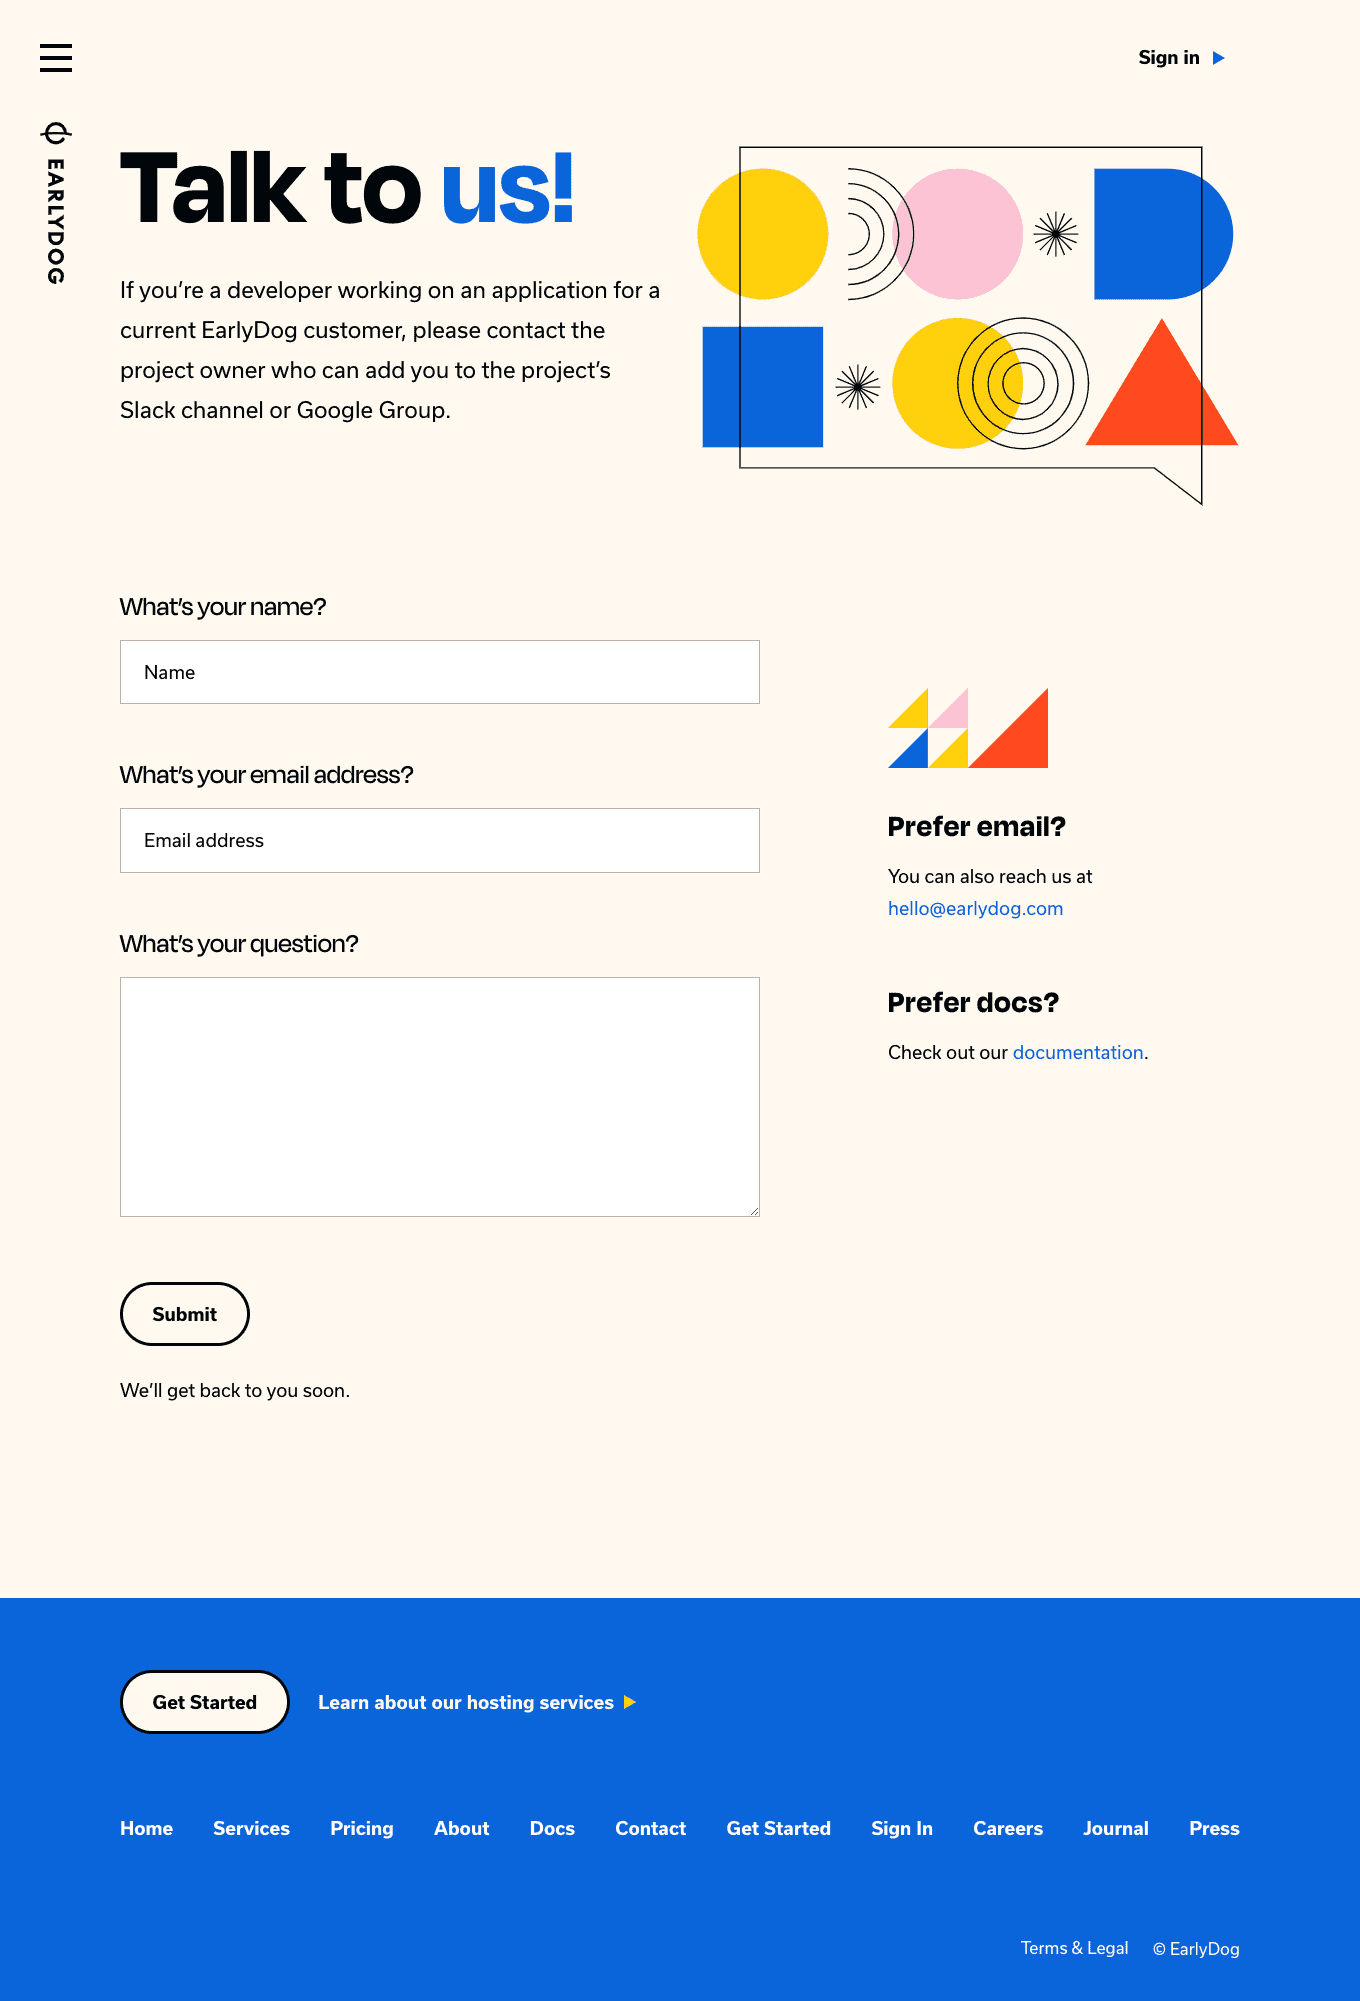 Sign in
EARLYDOG
Talk to us!
If you’re a developer working on an application for a
current EarlyDog customer, please contact the
project owner who can add you to the project’s
Slack channel or Google Group.
What’s your name?
Name
What’s your email address?
Email address
What’s your question?
Submit
We’ll get back to you soon.
Prefer email?
You can also reach us at
hello@earlydog.com
Prefer docs?
Check out our documentation.
Get Started
Learn about our hosting services
Home Services Pricing About Docs Contact Get Started Sign In Careers Journal Press
Terms & Legal © EarlyDog